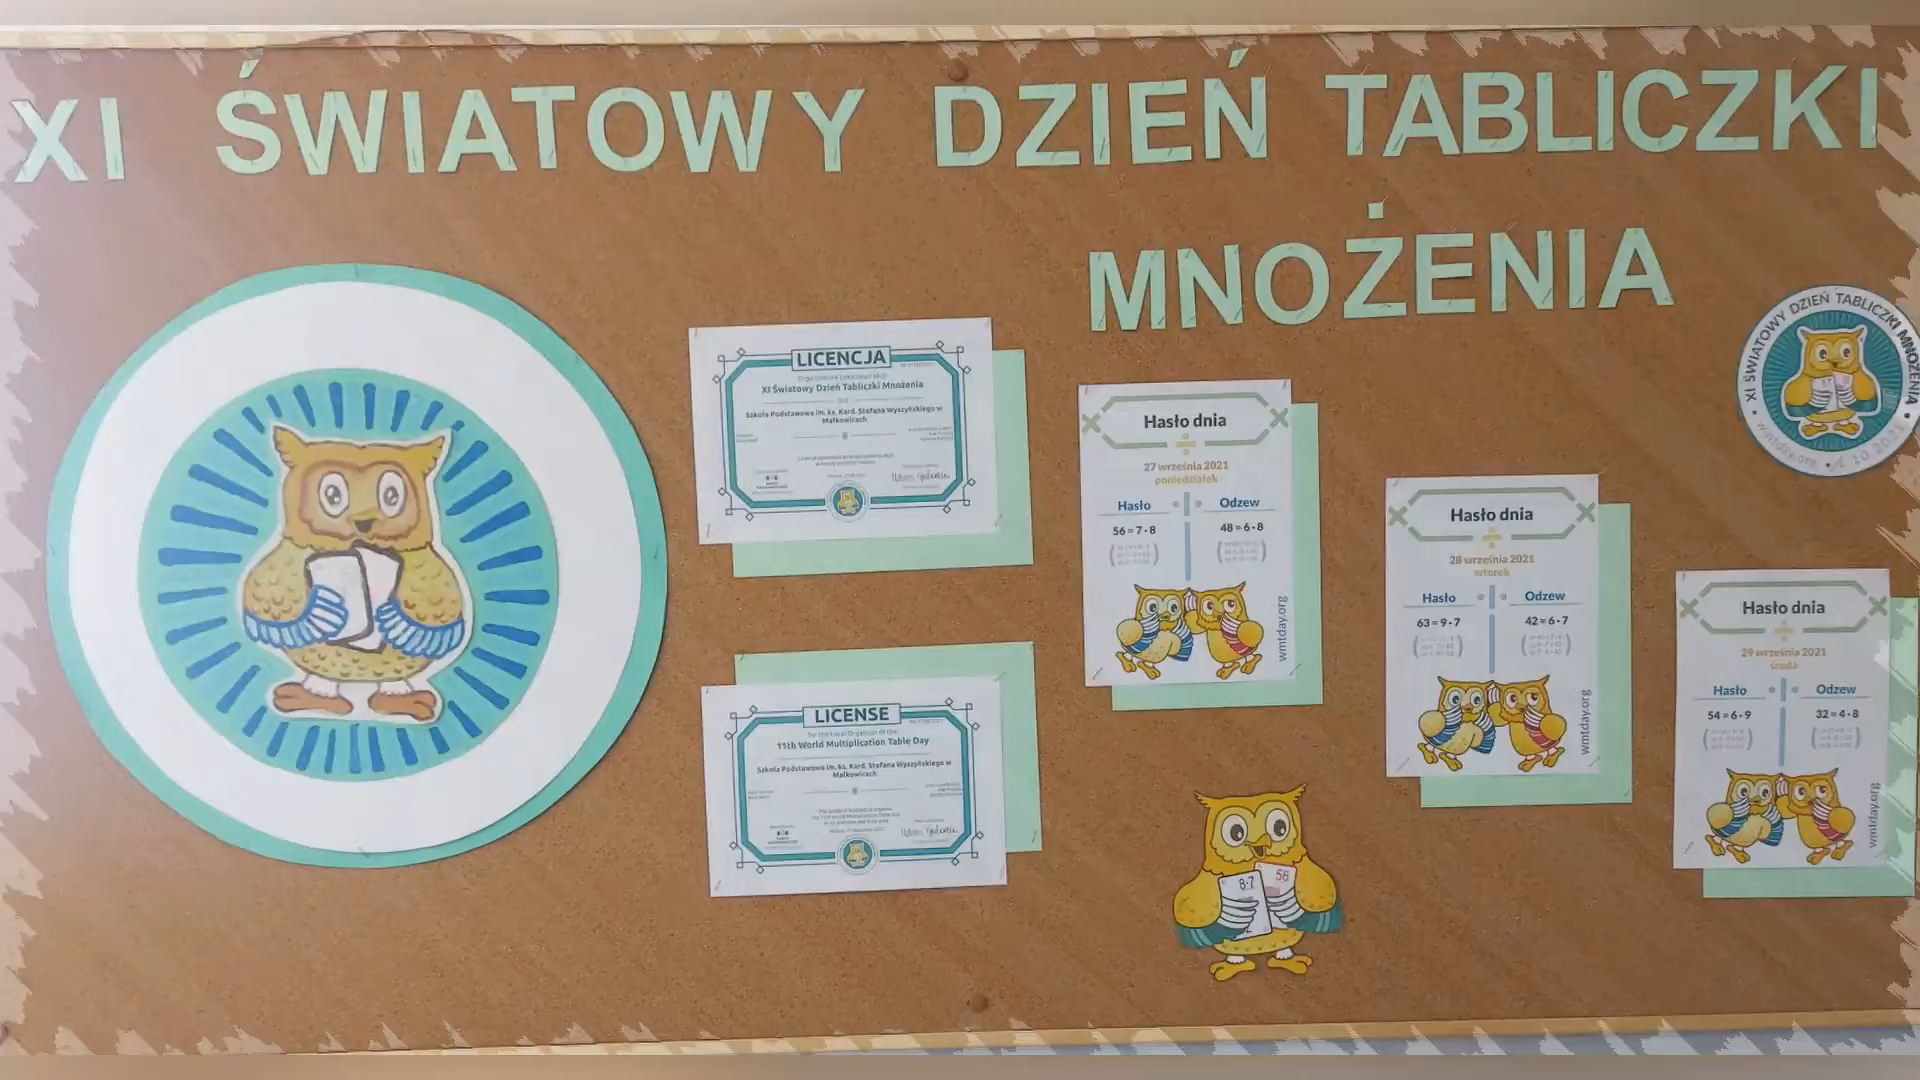 XI ŚWIATOWY DZIEŃ TABLICZKI
MNOŻENIA
LICENCJA
XI Światowy Dzień Tabliczki Mnożenia
Szkoła Podstawowa im. ks. Kard. Stefana Wyszyńskiego w
Małkowicach
LICENSE
11th World Multiplication Table Day
Szkoła Podstawowa im. ks. Kard. Stefana Wyszyńskiego w
Małkowicach
Hasło dnia
27 września 2021
poniedziałek
Hasło Odzew
56 = 7 · 8 48 = 6 · 8
wmtday.org
Hasło dnia
28 września 2021
wtorek
Hasło Odzew
63 = 9 · 7 42 = 6 · 7
wmtday.org
Hasło dnia
29 września 2021
środa
Hasło Odzew
54 = 6 · 9 32 = 4 · 8
wmtday.org
XI ŚWIATOWY DZIEŃ TABLICZKI MNOŻENIA
wmtday.org
8·7 56